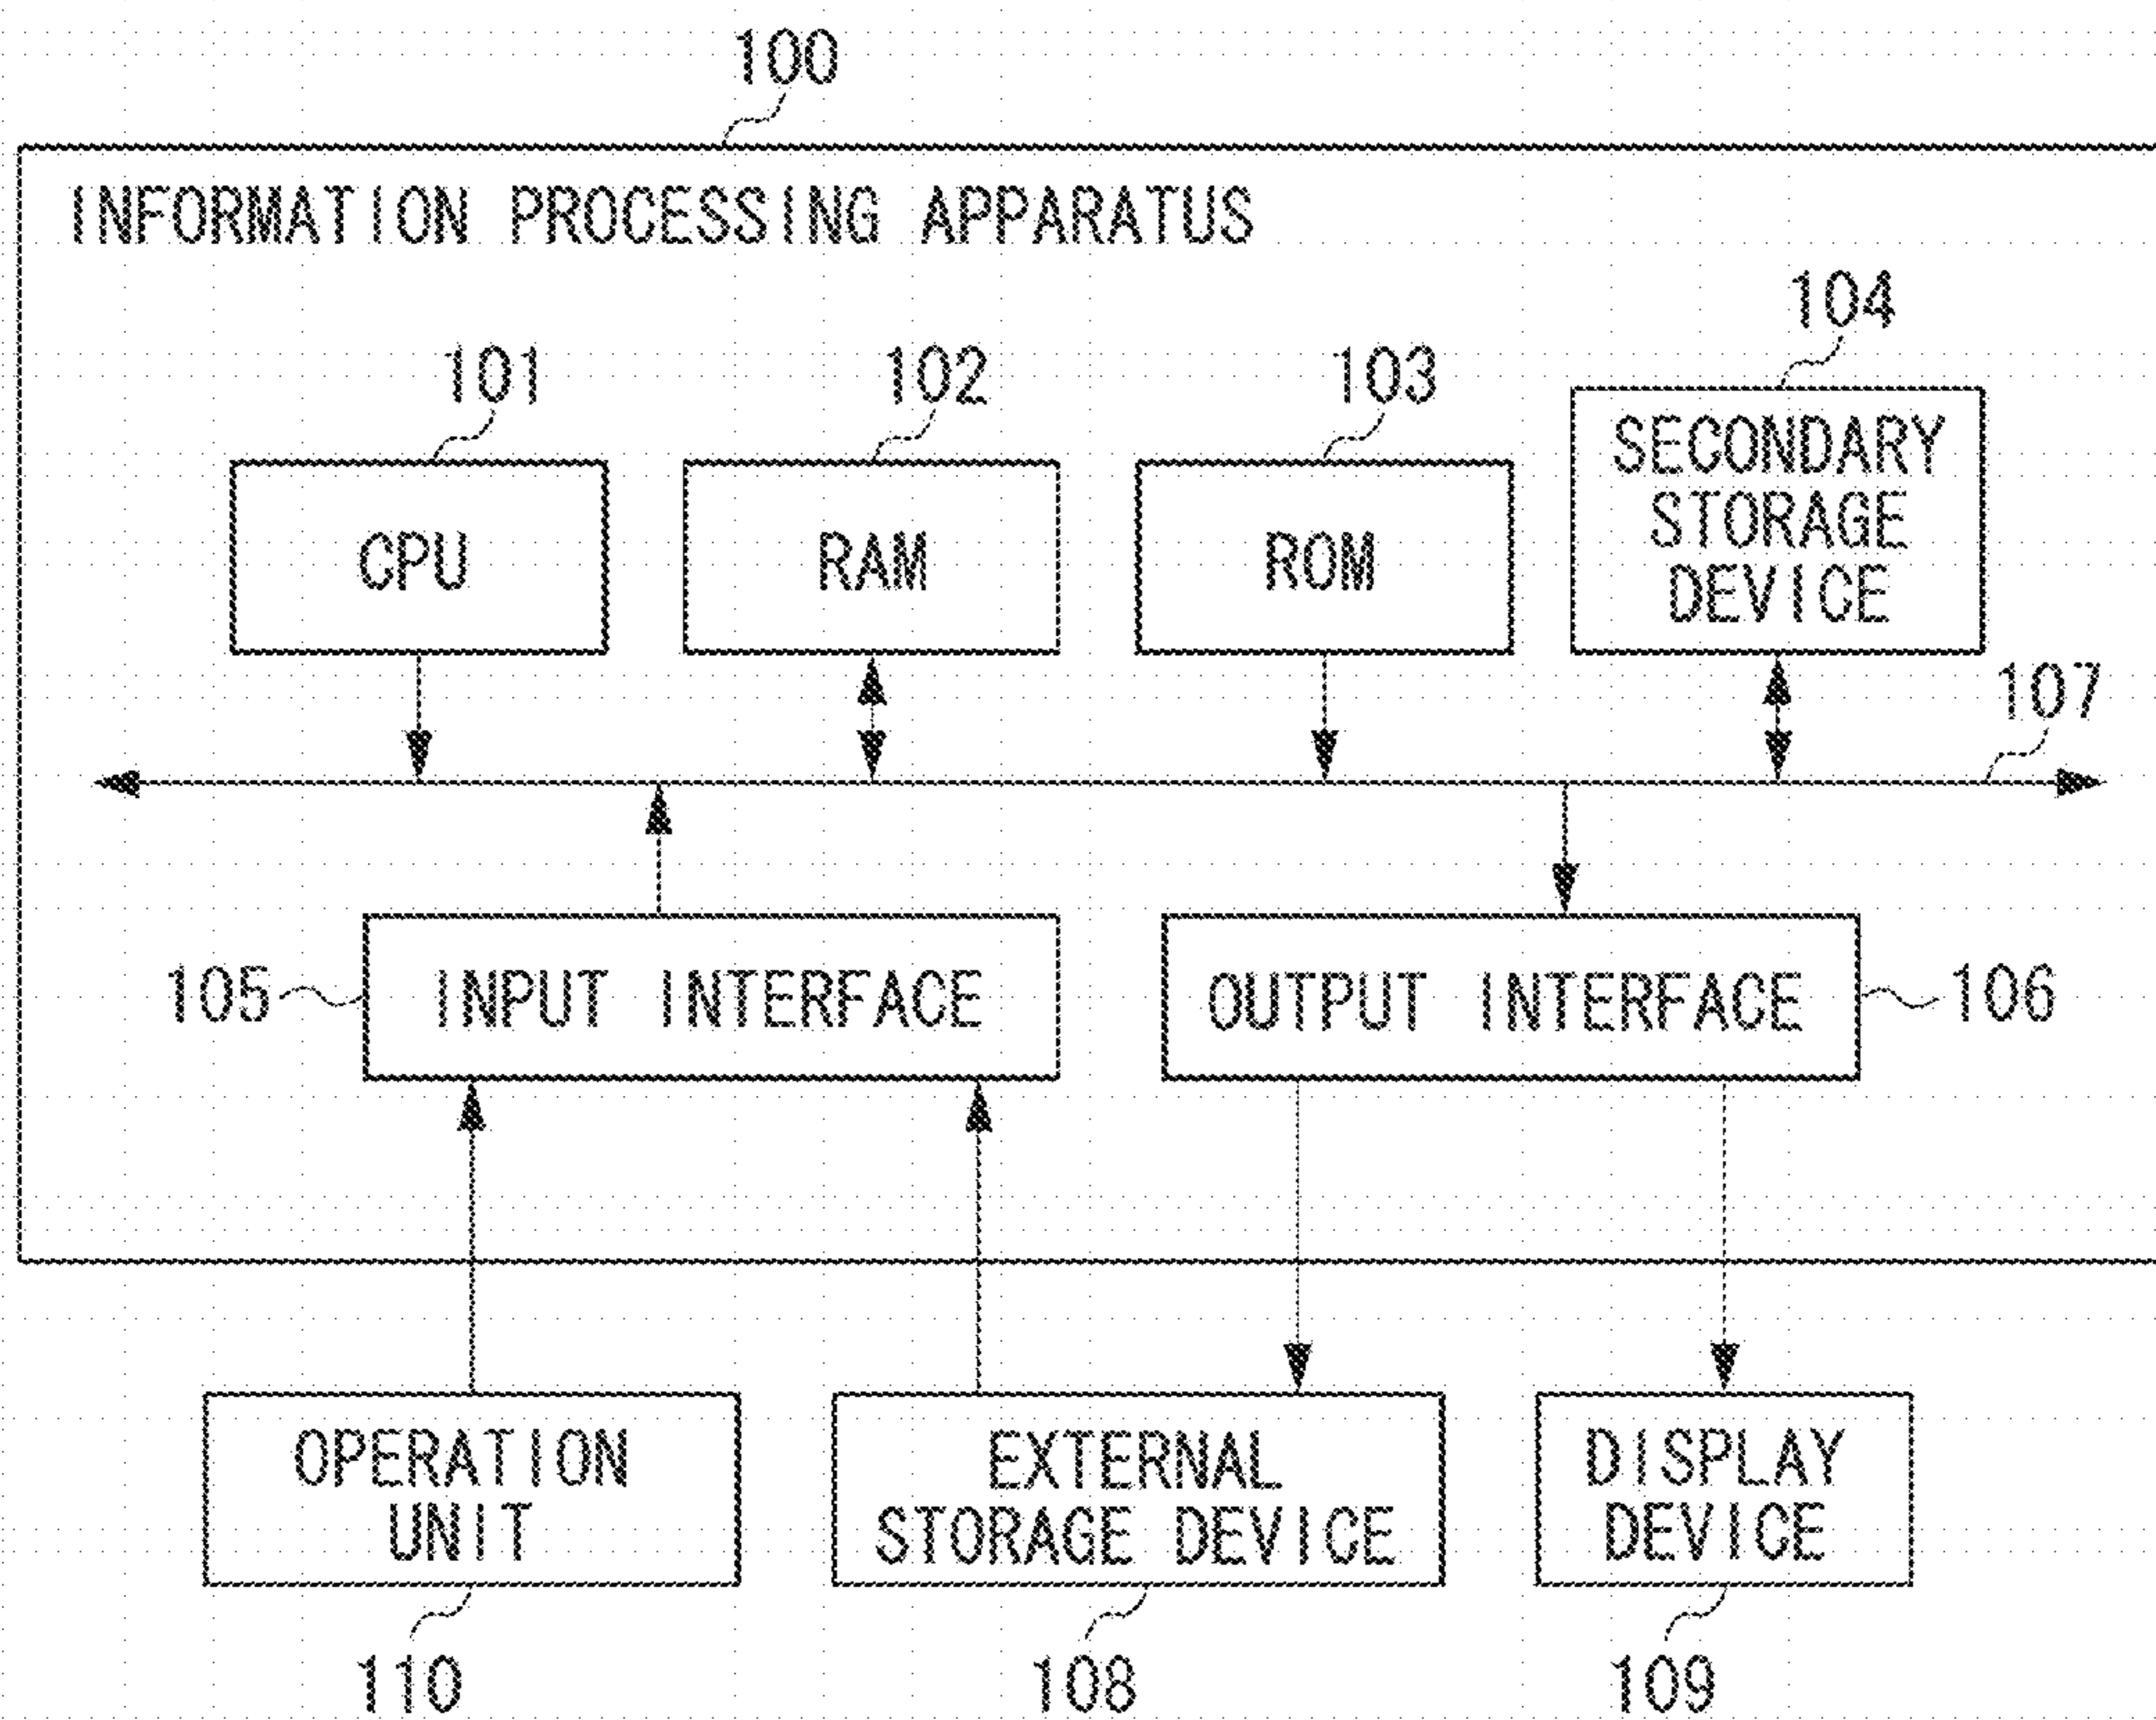 100
INFORMATION PROCESSING APPARATUS
104
101
102
103
SECONDARY
STORAGE
DEVICE
CPU
RAM
ROM
107
105
INPUT INTERFACE
OUTPUT INTERFACE
106
OPERATION
UNIT
EXTERNAL
STORAGE DEVICE
DISPLAY
DEVICE
110
108
109